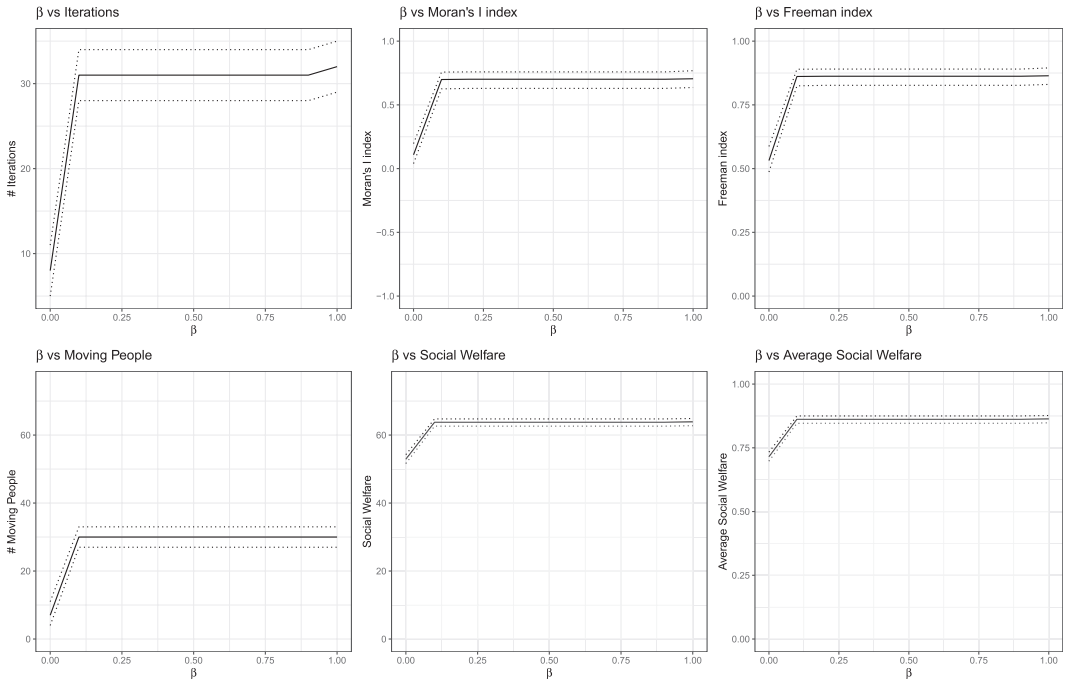 β vs Iterations
# Iterations
30
20
10
0.00 0.25 0.50 0.75 1.00
β
β vs Moran's I index
Moran's I index
1.0
0.5
0.0
−0.5
−1.0
0.00 0.25 0.50 0.75 1.00
β
β vs Freeman index
Freeman index
1.00
0.75
0.50
0.25
0.00
0.00 0.25 0.50 0.75 1.00
β
β vs Moving People
# Moving People
60
40
20
0
0.00 0.25 0.50 0.75 1.00
β
β vs Social Welfare
Social Welfare
60
40
20
0
0.00 0.25 0.50 0.75 1.00
β
β vs Average Social Welfare
Average Social Welfare
1.00
0.75
0.50
0.25
0.00
0.00 0.25 0.50 0.75 1.00
β